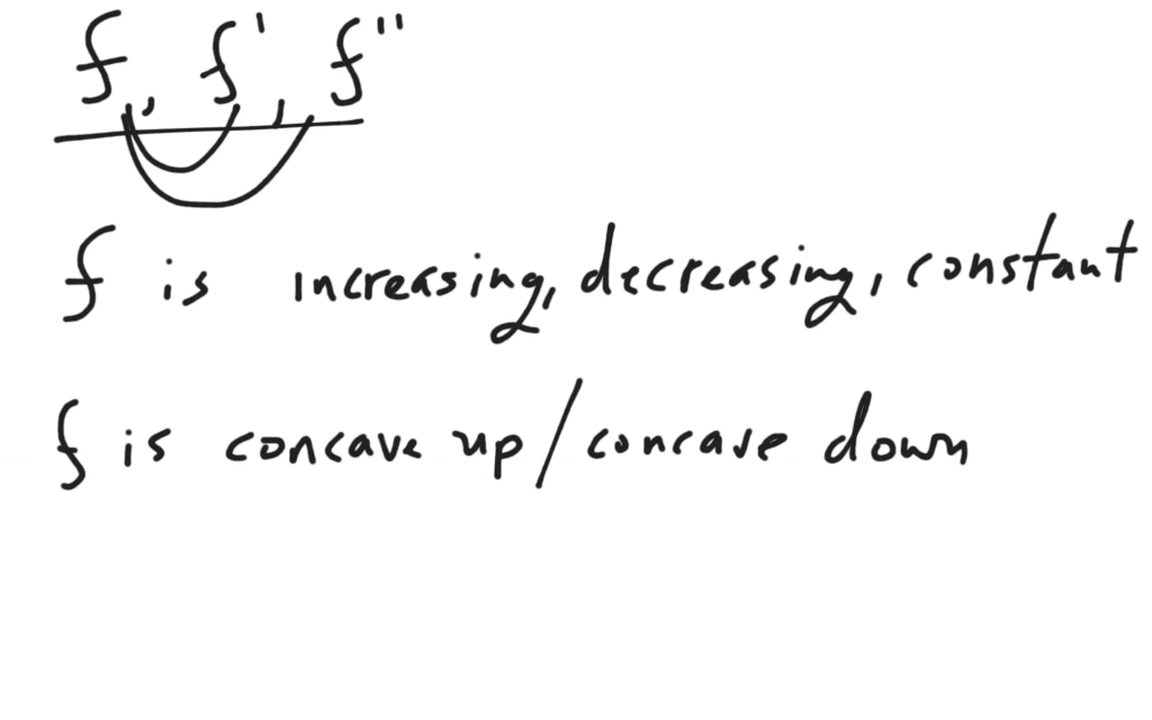 f, f', f"
f is increasing, decreasing, constant
f is concave up/concave down